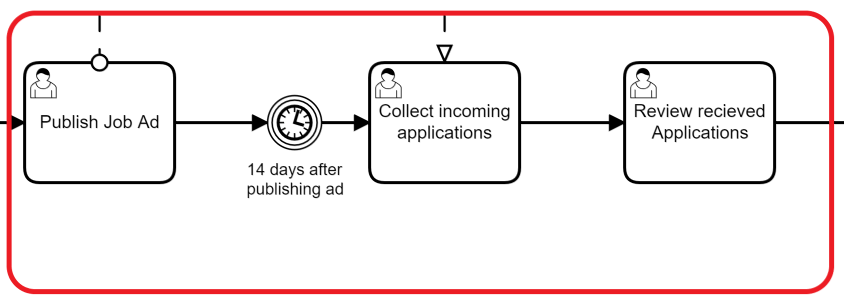 Publish Job Ad
14 days after
publishing ad
Collect incoming
applications
Review recieved
Applications